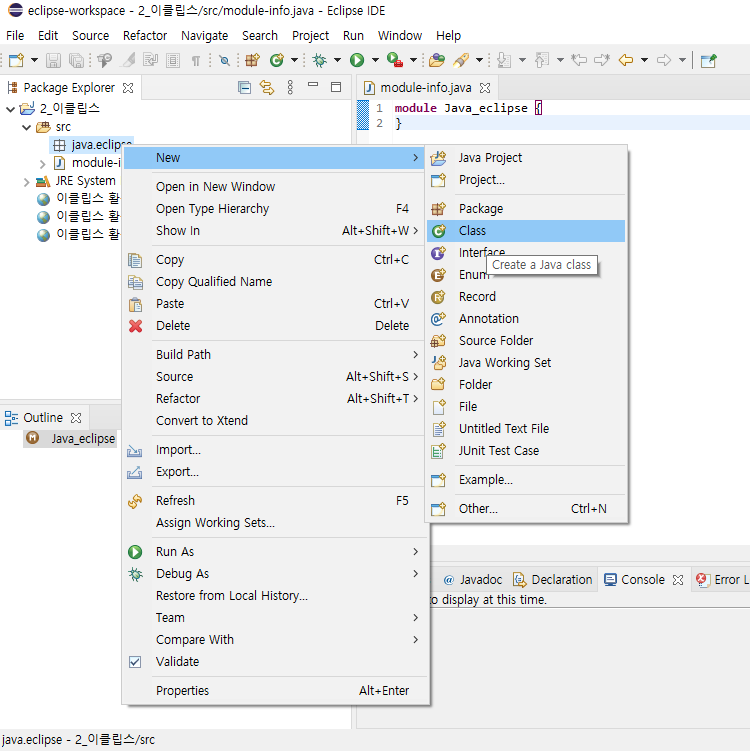 eclipse-workspace - 2_이클립스/src/module-info.java - Eclipse IDE
File Edit Source Refactor Navigate Search Project Run Window Help
Package Explorer
2_이클립스
src
java.eclipse
JRE System
이클립스
이클립스
이클립스
module-info.java
1 module Java_eclipse {
2 }
New
Open in New Window
Open Type Hierarchy F4
Show In Alt+Shift+W
Copy Ctrl+C
Copy Qualified Name
Paste Ctrl+V
Delete Delete
Build Path
Source Alt+Shift+S
Refactor Alt+Shift+T
Convert to Xtend
Import...
Export...
Refresh F5
Assign Working Sets...
Run As
Debug As
Restore from Local History...
Team
Compare With
Validate
Properties Alt+Enter
Java Project
Project...
Package
Class
Interface
Create a Java class
Enum
Record
Annotation
Source Folder
Java Working Set
Folder
File
Untitled Text File
JUnit Test Case
Example...
Other... Ctrl+N
Outline
Java_eclipse
Javadoc Declaration Console Error
to display at this time.
java.eclipse - 2_이클립스/src